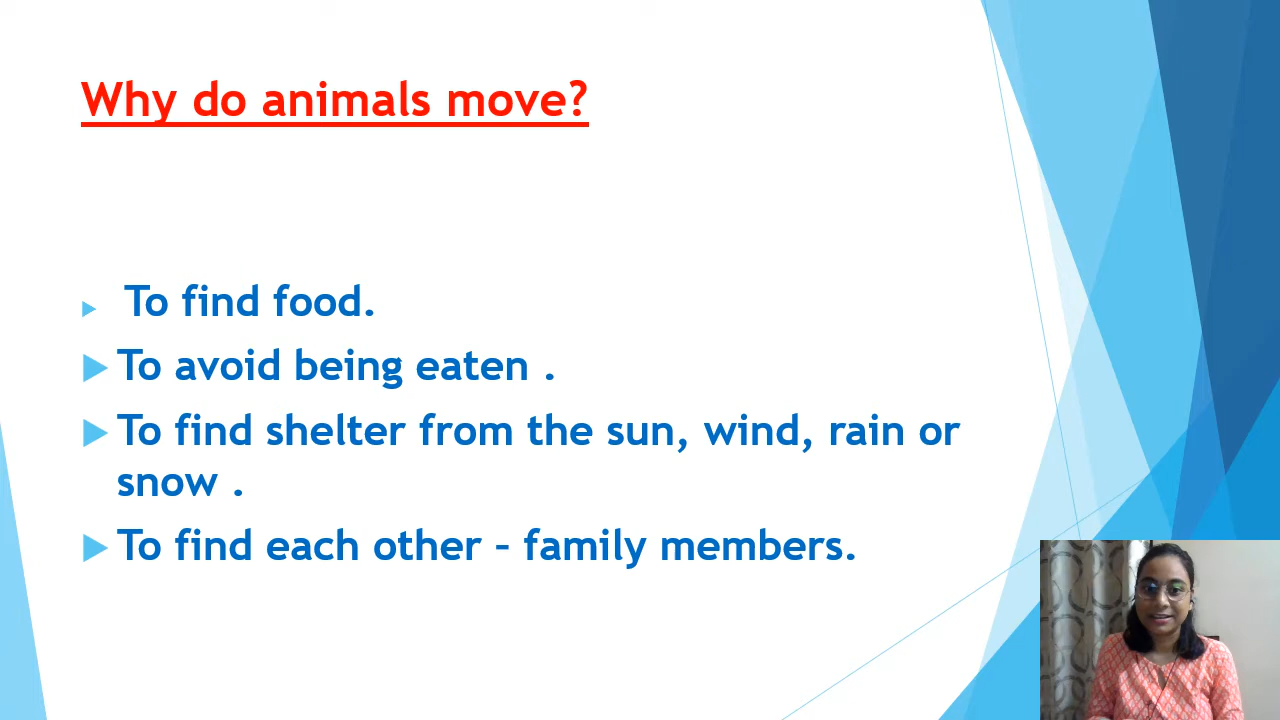 Why do animals move?
To find food.
To avoid being eaten .
To find shelter from the sun, wind, rain or
snow .
To find each other – family members.